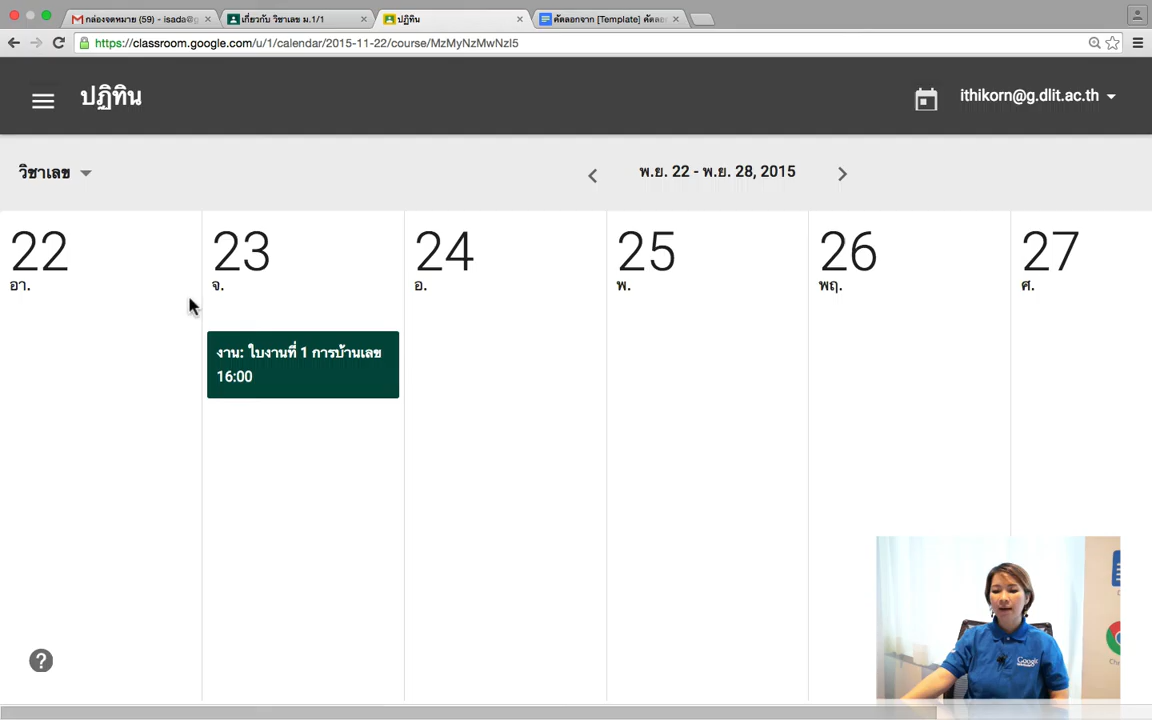 กล่องจดหมาย (59) - isada@g
เกี่ยวกับ วิชาเลข ม.1/1
ปฏิทิน
คัดลอกจาก [Template] คัดลอ
https://classroom.google.com/u/1/calendar/2015-11-22/course/MzMyNzMwNzI5
ปฏิทิน
ithikorn@g.dlit.ac.th
วิชาเลข
พ.ย. 22 - พ.ย. 28, 2015
22
อา.
23
จ.
24
อ.
25
พ.
26
พฤ.
27
ศ.
งาน: ใบงานที่ 1 การบ้านเลข
16:00
?
Google